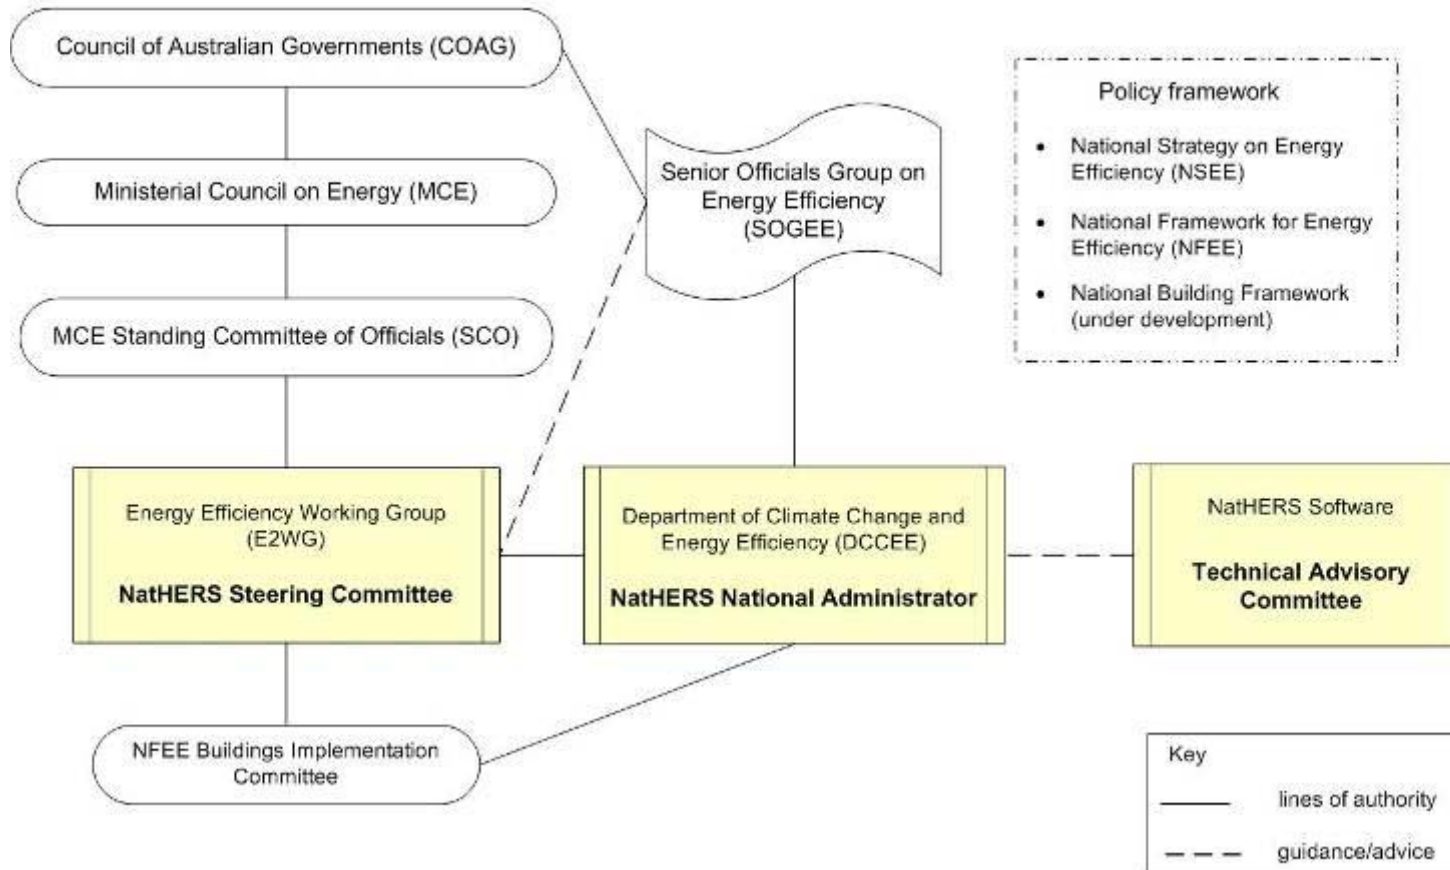 Council of Australian Governments (COAG)
Ministerial Council on Energy (MCE)
MCE Standing Committee of Officials (SCO)
Senior Officials Group on
Energy Efficiency
(SOGEE)
Policy framework
• National Strategy on Energy
Efficiency (NSEE)
• National Framework for Energy
Efficiency (NFEE)
• National Building Framework
(under development)
Energy Efficiency Working Group
(E2WG)
NatHERS Steering Committee
Department of Climate Change and
Energy Efficiency (DCCEE)
NatHERS National Administrator
NatHERS Software
Technical Advisory
Committee
NFEE Buildings Implementation
Committee
Key
lines of authority
guidance/advice